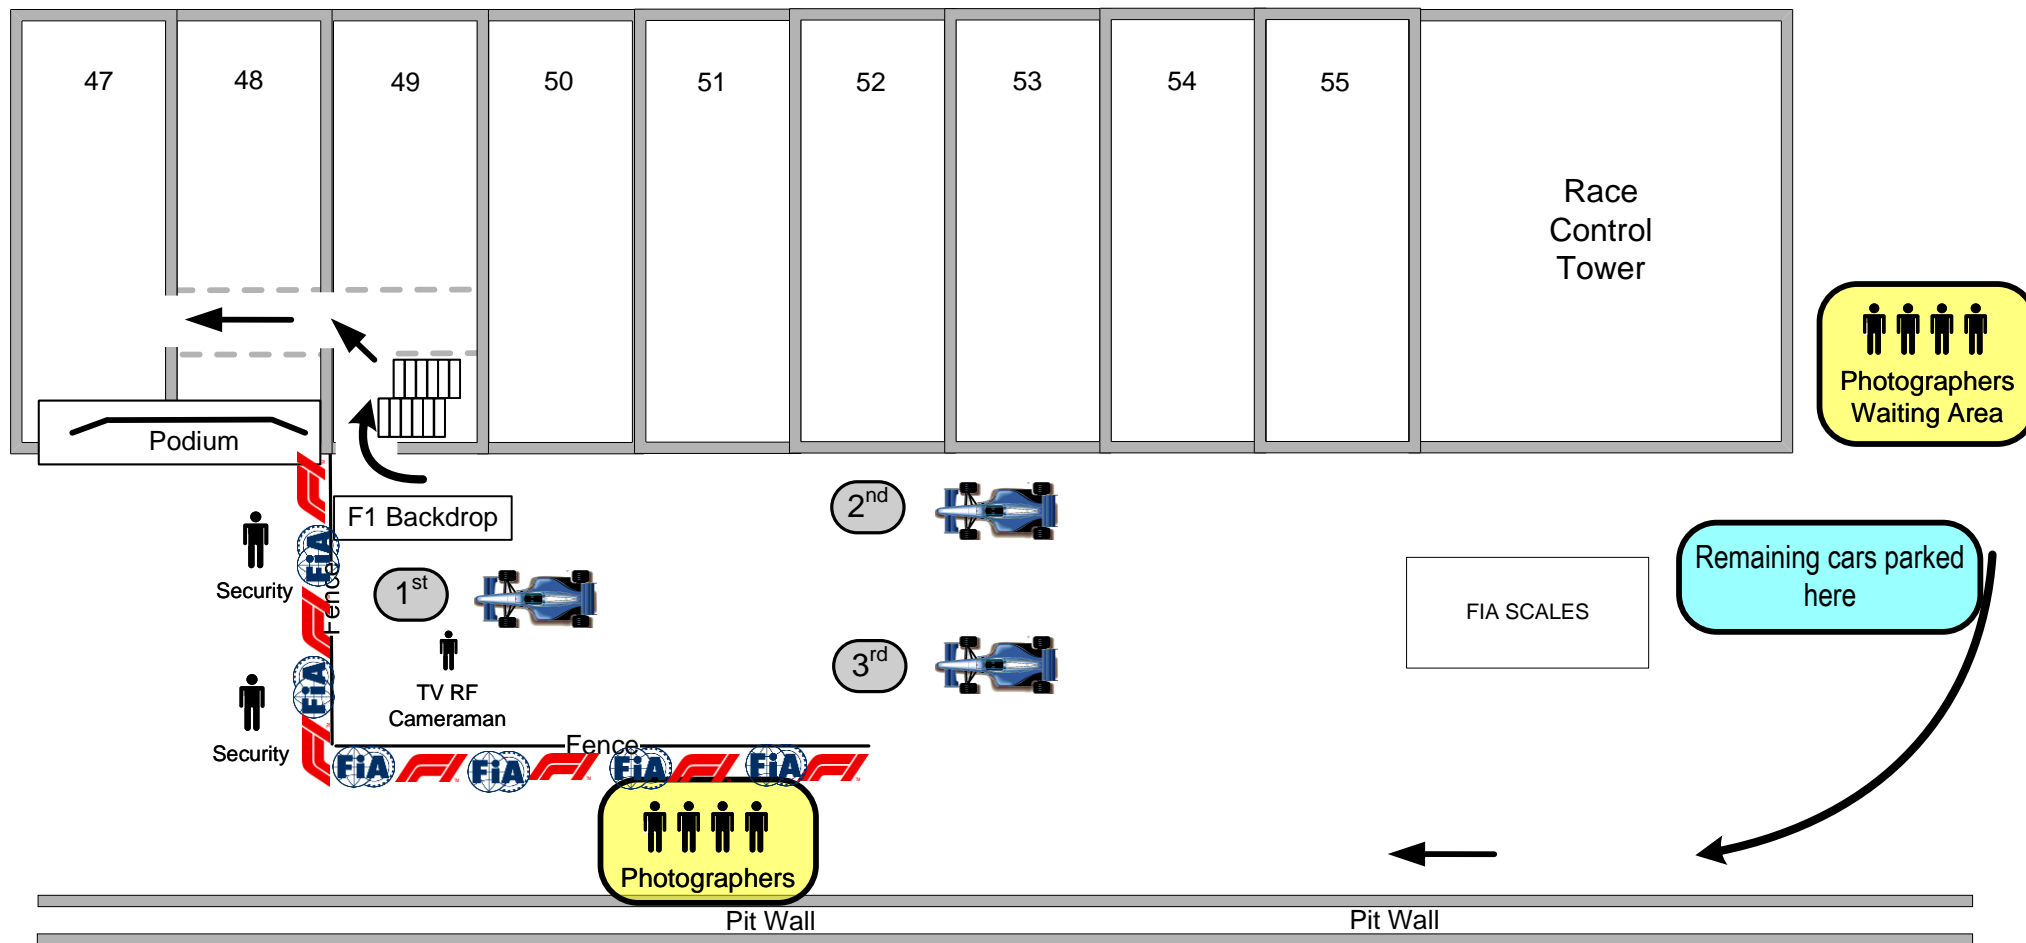 47
48
49
50
51
52
53
54
55
Race
Control
Tower
Photographers
Waiting Area
Podium
F1 Backdrop
2nd
Remaining cars parked
here
FiA
Security
Fence
1st
FIA SCALES
3rd
FiA
TV RF
Cameraman
Security
Fence
FiA
FiA
FiA
FiA
Photographers
Pit Wall
Pit Wall